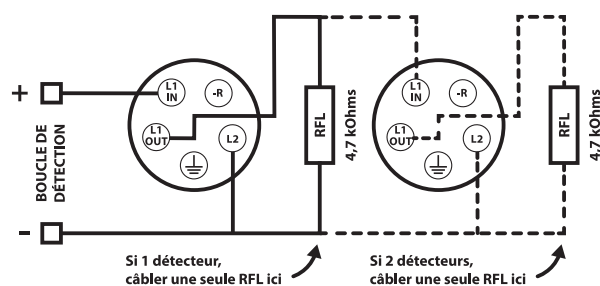 +
BOUCLE DE
DÉTECTION
-
L1
IN
-R
L1
OUT
L2
RFL
4,7 kOhms
L1
IN
-R
L1
OUT
L2
RFL
4,7 kOhms
Si 1 détecteur,
câbler une seule RFL ici
Si 2 détecteurs,
câbler une seule RFL ici